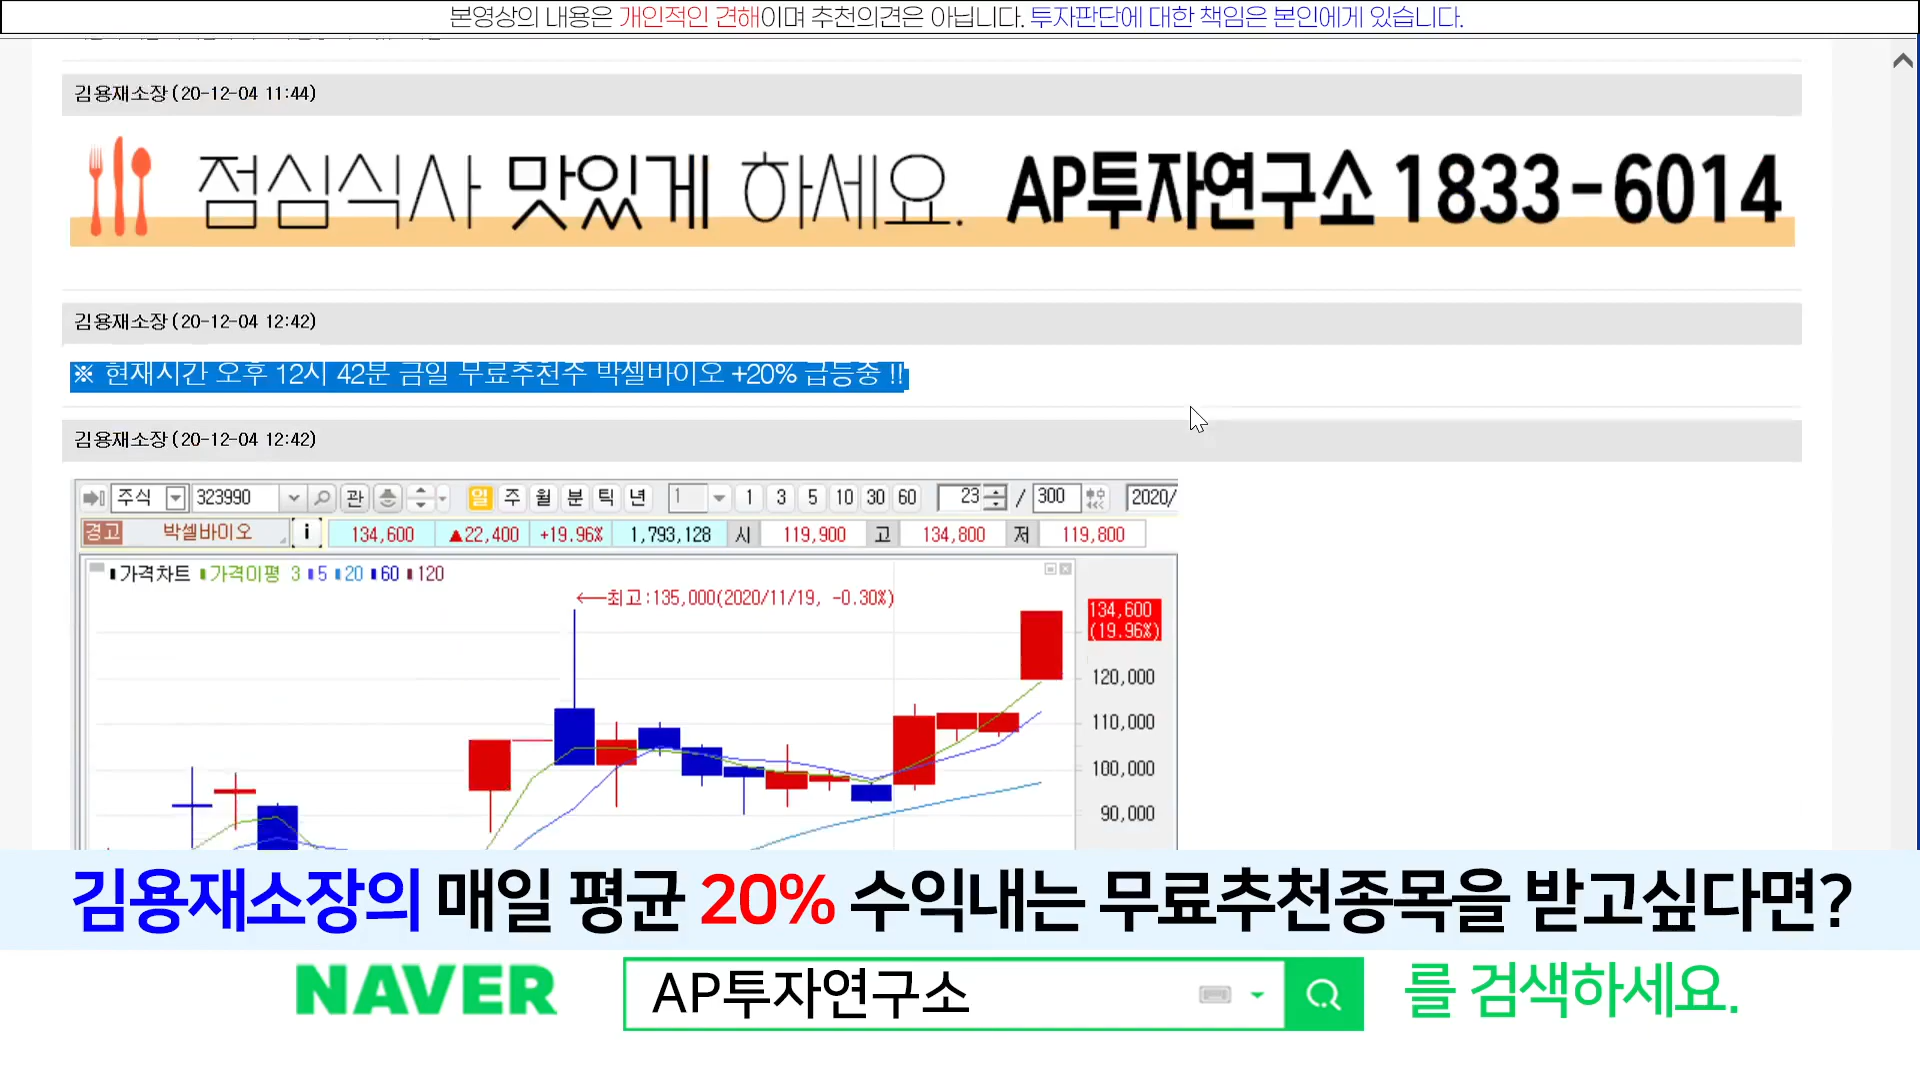 본영상의 내용은 개인적인 견해이며 추천의견은 아닙니다. 투자판단에 대한 책임은 본인에게 있습니다.
김용재소장 (20-12-04 11:44)
점심식사 맛있게 하세요. AP투자연구소 1833-6014
김용재소장 (20-12-04 12:42)
※ 현재시간 오후 12시 42분 금일 무료추천주 박셀바이오 +20% 급등중 !!
김용재소장 (20-12-04 12:42)
주식 323990 관 일 주 월 분 틱 년 1 1 3 5 10 30 60 23 / 300 2020/
경고 박셀바이오 i 134,600 ▲22,400 +19.96% 1,793,128 시 119,900 고 134,800 저 119,800
가격차트 가격이평 3 5 20 60 120
←최고:135,000(2020/11/19, -0.30%)
134,600
(19.96%)
120,000
110,000
100,000
90,000
김용재소장의 매일 평균 20% 수익내는 무료추천종목을 받고싶다면?
NAVER AP투자연구소 를 검색하세요.